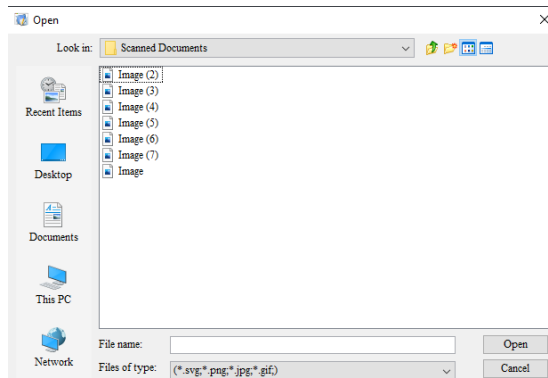 Open
Look in:
Scanned Documents
Image (2)
Image (3)
Image (4)
Image (5)
Image (6)
Image (7)
Image
Recent Items
Desktop
Documents
This PC
Network
File name:
Open
Files of type:
(*.svg;*.png;*.jpg;*.gif;)
Cancel